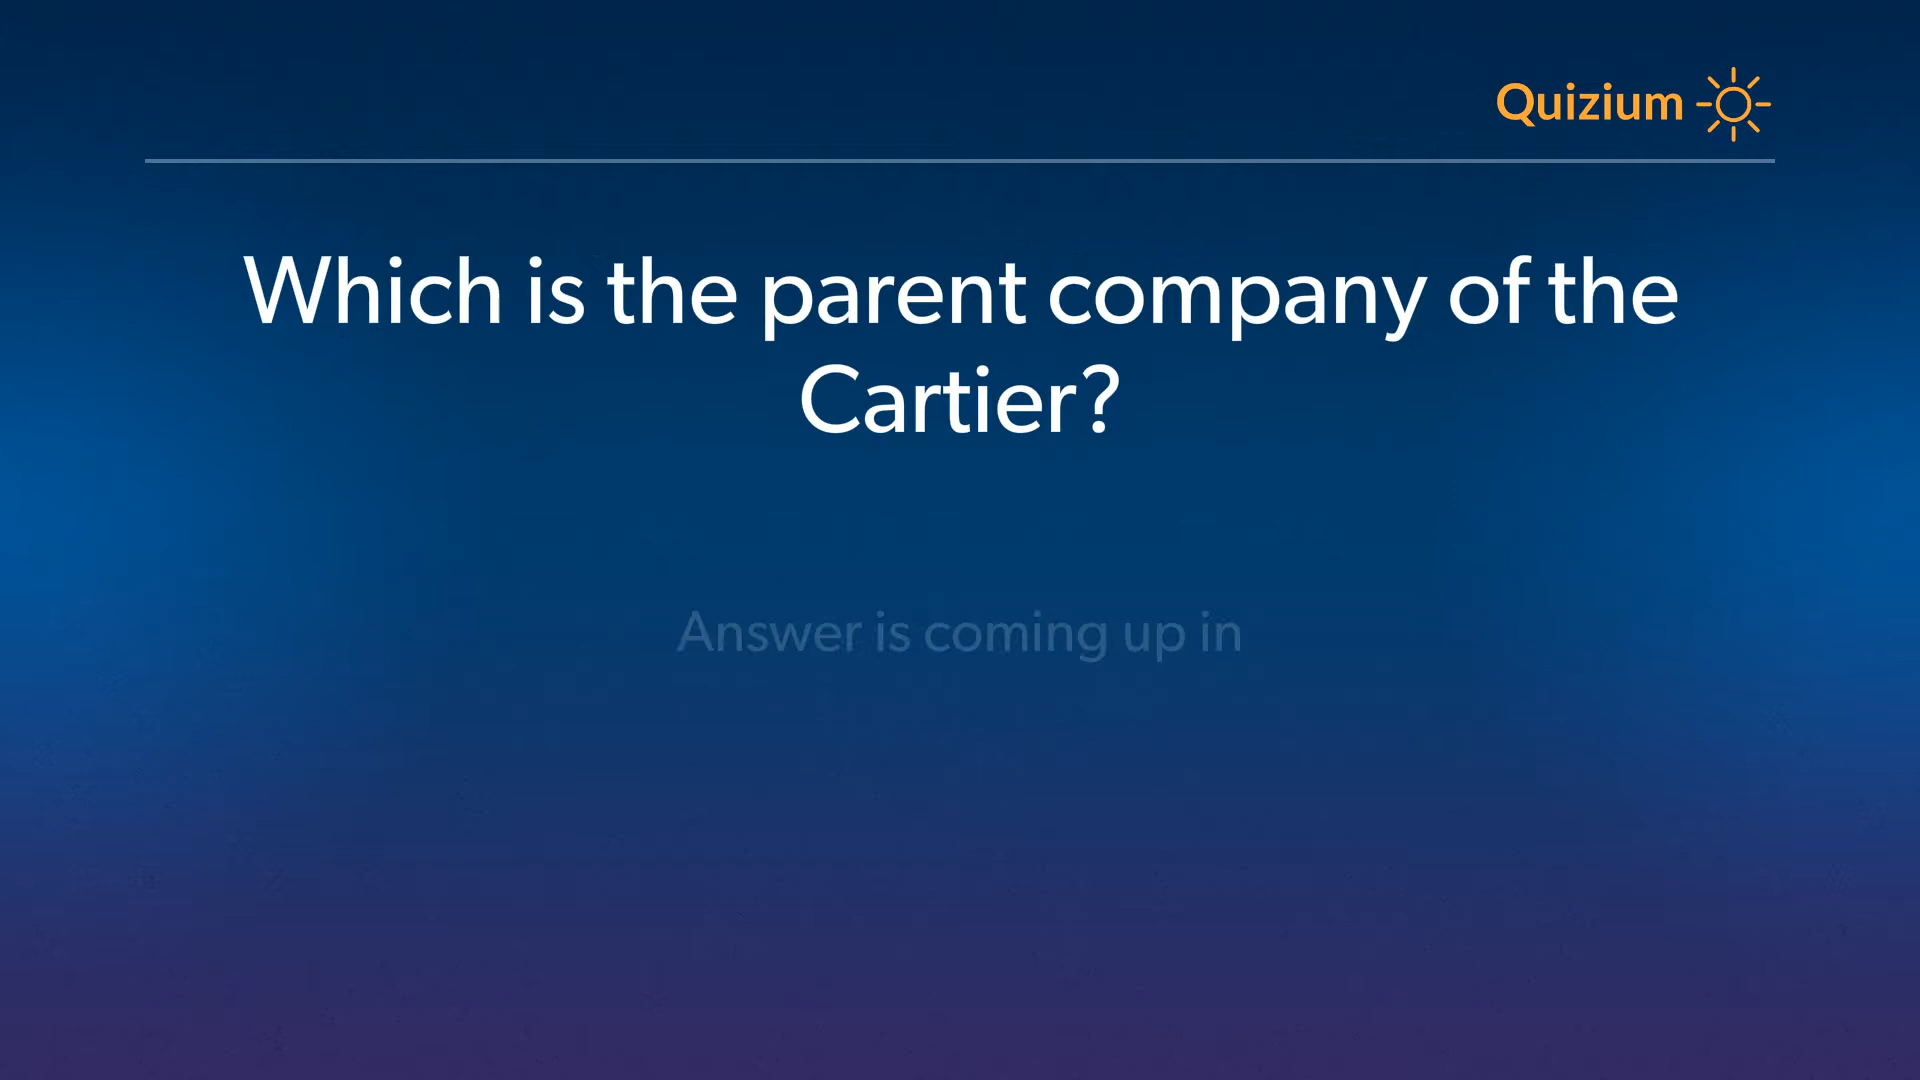 Quizium
Which is the parent company of the
Cartier?
Answer is coming up in